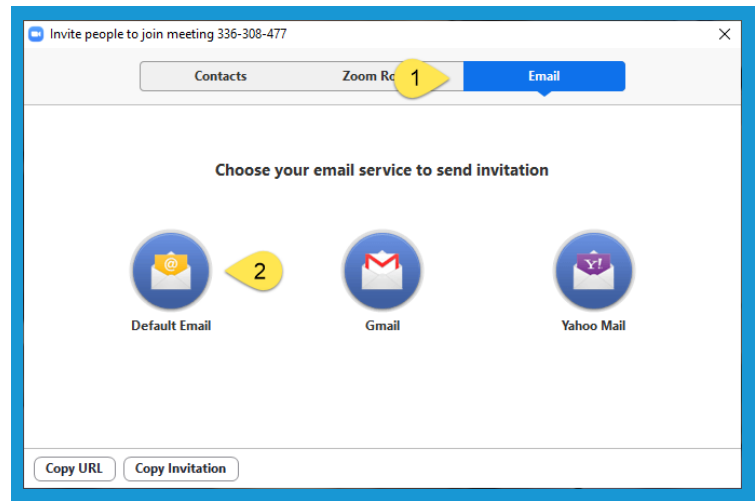 Invite people to join meeting 336-308-477
Contacts Zoom 1 Email
Choose your email service to send invitation
@ 2 Y!
Default Email Gmail Yahoo Mail
Copy URL Copy Invitation